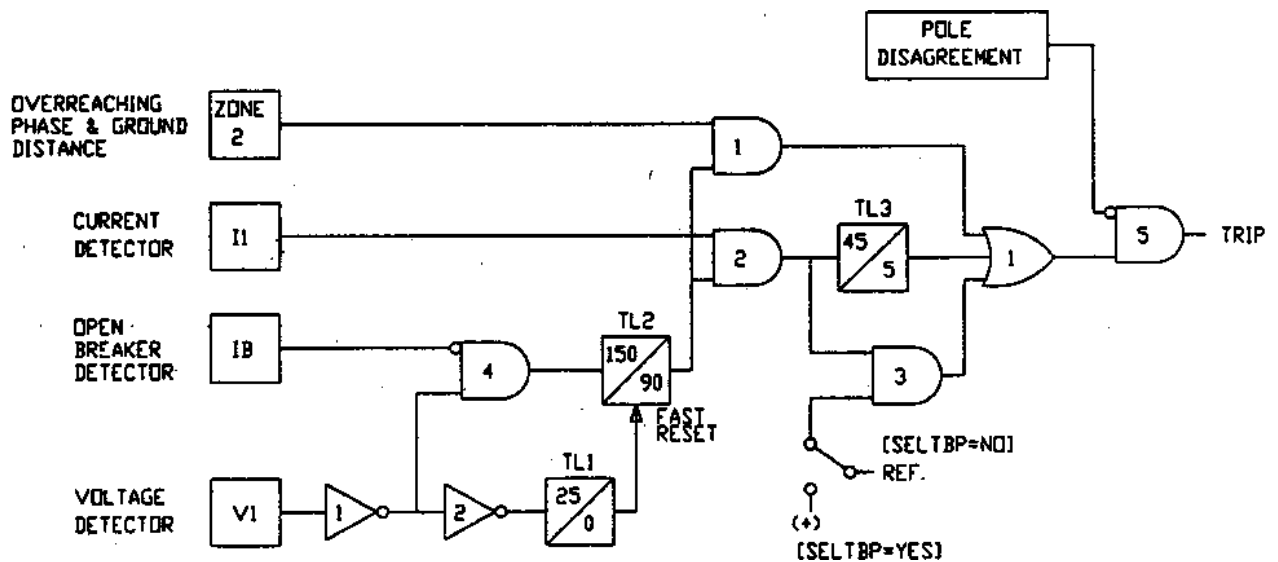 POLE
DISAGREEMENT
OVERREACHING
PHASE & GROUND
DISTANCE
ZONE
2
1
CURRENT
DETECTOR
I1
2
TL3
45
5
1
5
TRIP
OPEN
BREAKER
DETECTOR
IB
4
TL2
150
90
FAST
RESET
3
VOLTAGE
DETECTOR
V1
1
2
TL1
25
0
[SELTBP=NO]
REF.
(+)
[SELTBP=YES]